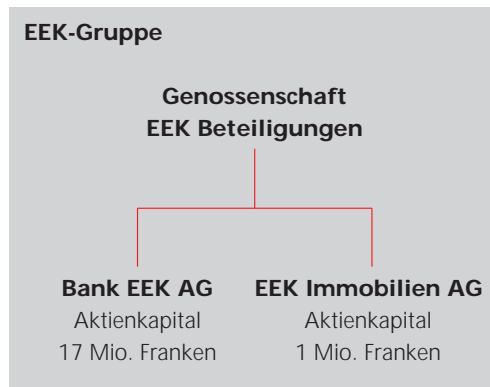 EEK-Gruppe
Genossenschaft
EEK Beteiligungen
Bank EEK AG
Aktienkapital
17 Mio. Franken
EEK Immobilien AG
Aktienkapital
1 Mio. Franken